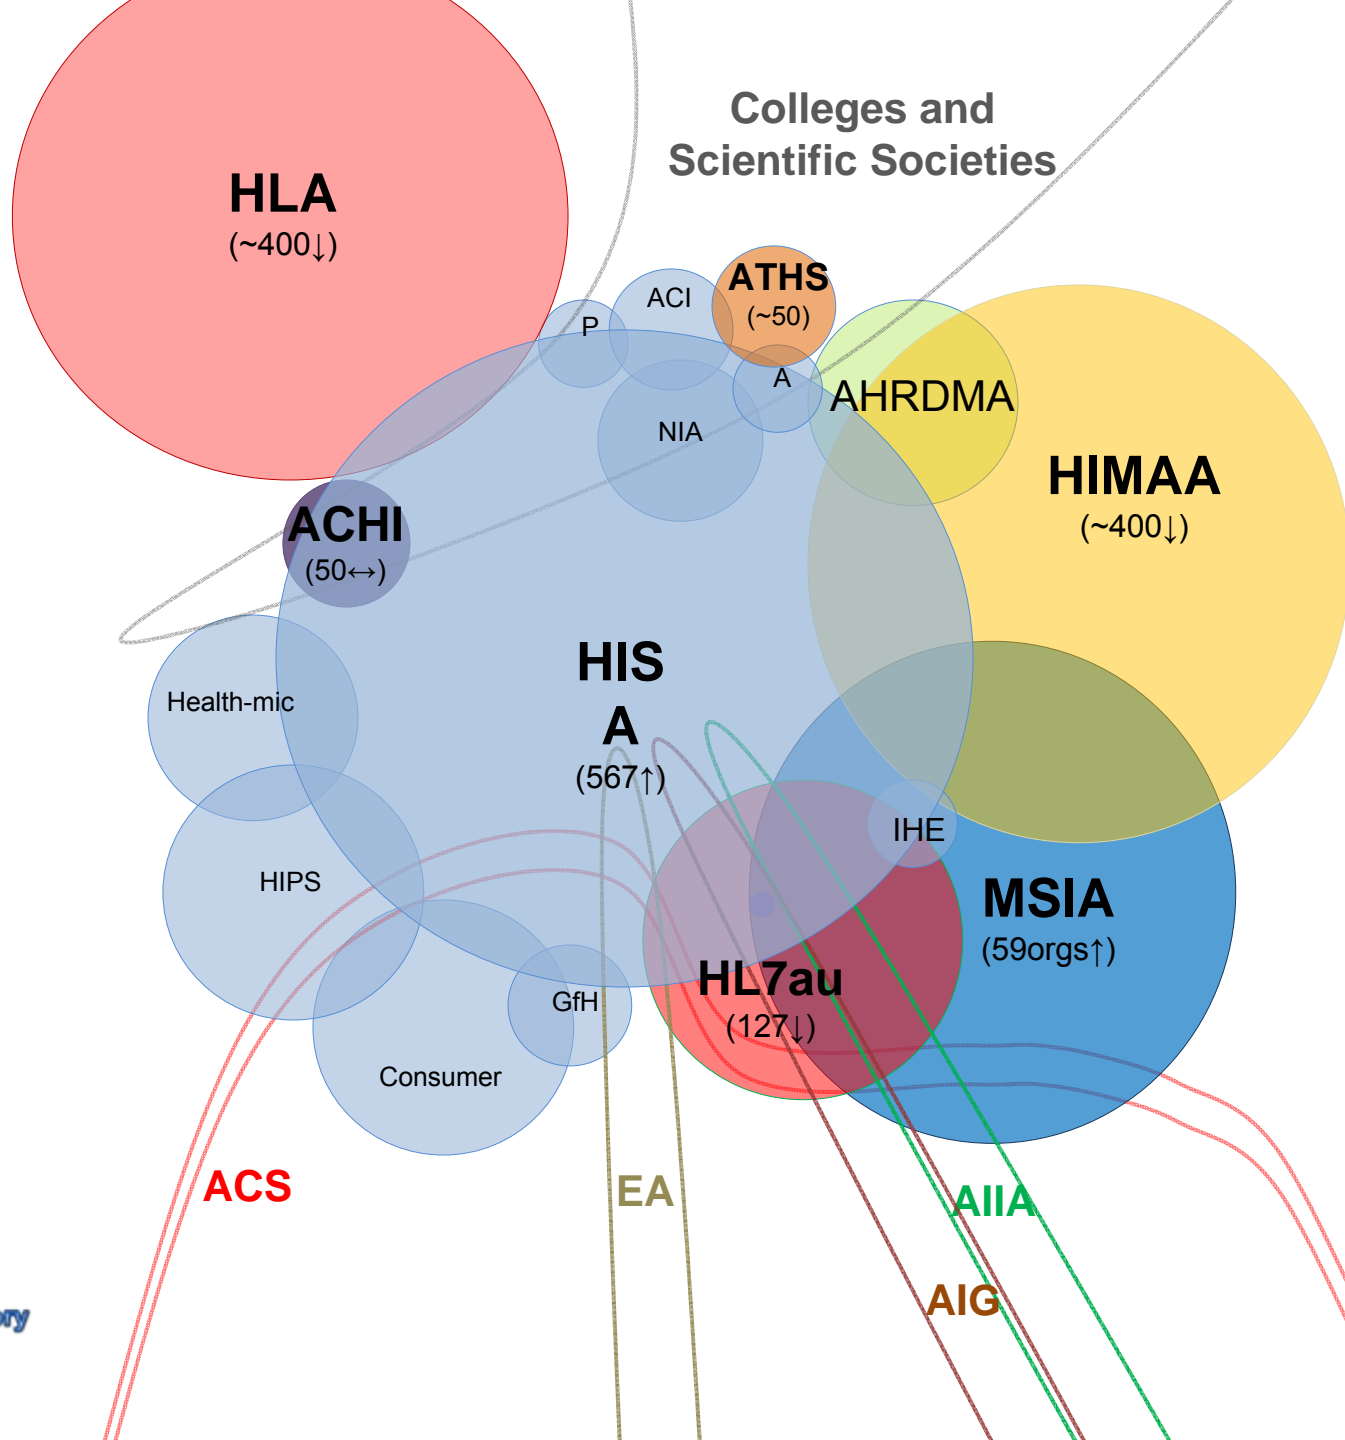 Colleges and
Scientific Societies
HLA
(~400↓)
ATHS
(~50)
ACI
P
A
AHRDMA
NIA
HIMAA
(~400↓)
ACHI
(50↔)
HIS
A
(567↑)
Health-mic
IHE
HIPS
MSIA
(59orgs↑)
HL7au
(127↓)
GfH
Consumer
ACS
EA
AIIA
AIG